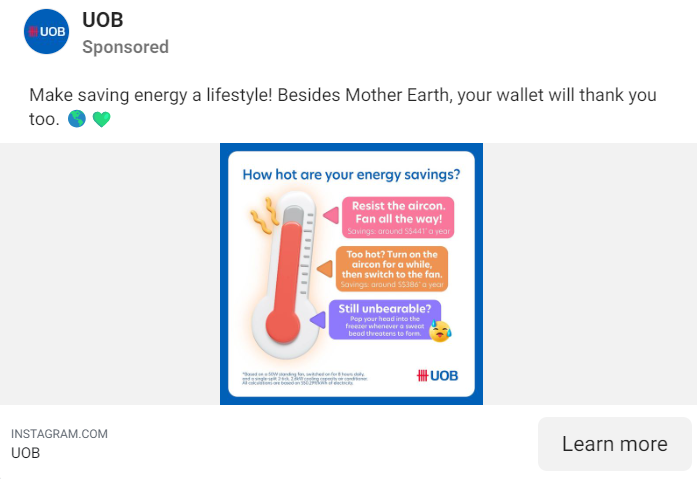 UOB
UOB
Sponsored
Make saving energy a lifestyle! Besides Mother Earth, your wallet will thank you
too. 🌎 💚
How hot are your energy savings?
Resist the aircon.
Fan all the way!
Savings: around S$441* a year
Too hot? Turn on the
aircon for a while,
then switch to the fan.
Savings: around S$386* a year
Still unbearable?
Pop your head into the
freezer whenever a sweat
bead threatens to form.
UOB
INSTAGRAM.COM
UOB
Learn more